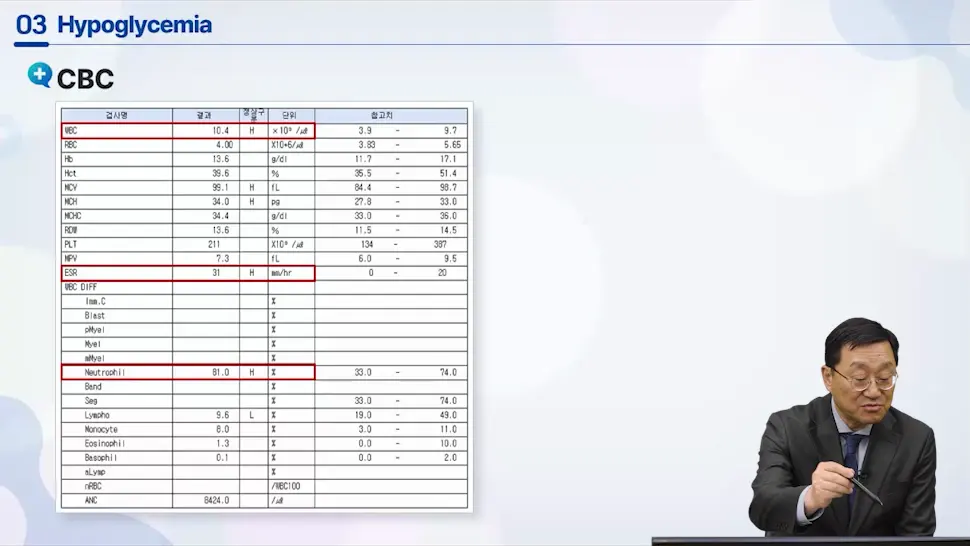 03 Hypoglycemia
CBC
검사명 결과 정상구분 단위 참고치
WBC 10.4 H ×10⁹ /㎕ 3.9 - 9.7
RBC 4.00 X10+6/㎕ 3.83 - 5.65
Hb 13.6 g/dl 11.7 - 17.1
Hct 39.6 % 35.5 - 51.4
MCV 99.1 H fL 84.4 - 98.7
MCH 34.0 H pg 27.8 - 33.0
MCHC 34.4 g/dl 33.0 - 36.0
RDW 13.6 % 11.5 - 14.5
PLT 211 X10⁹ /㎕ 134 - 387
MPV 7.3 fL 6.0 - 9.5
ESR 31 H mm/hr 0 - 20
WBC DIFF
Imm.C %
Blast %
pMyel %
Myel %
mMyel %
Neutrophil 81.0 H % 33.0 - 74.0
Band %
Seg % 33.0 - 74.0
Lympho 9.6 L % 19.0 - 49.0
Monocyte 8.0 % 3.0 - 11.0
Eosinophil 1.3 % 0.0 - 10.0
Basophil 0.1 % 0.0 - 2.0
aLymp %
nRBC /WBC100
ANC 8424.0 /㎕